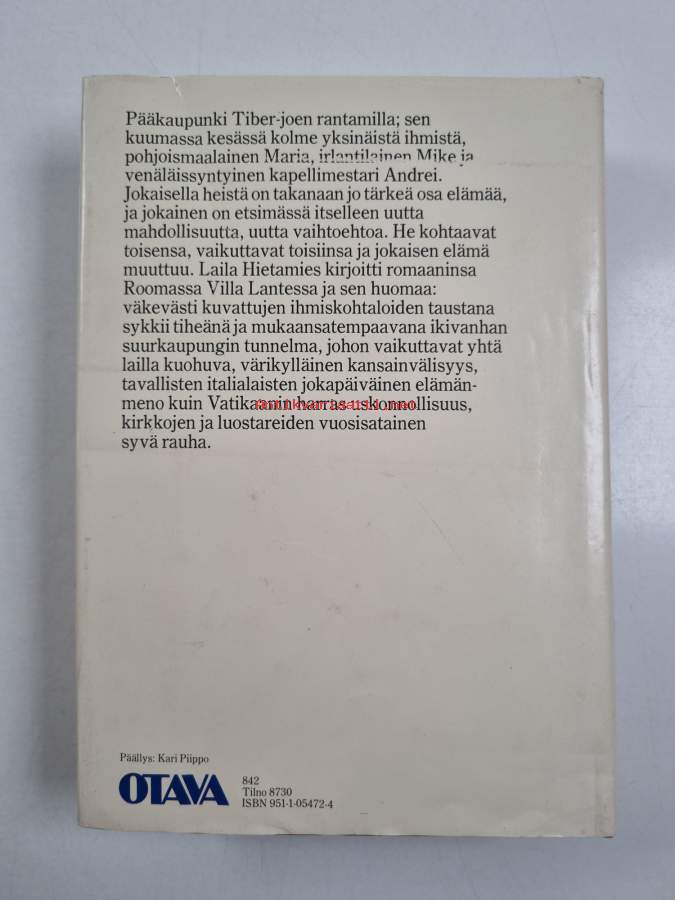 Pääkaupunki Tiber-joen rantamilla; sen
kuumassa kesässä kolme yksinäistä ihmistä,
pohjoismaalainen Maria, irlantilainen Mike ja
venäläissyntyinen kapellimestari Andrei.
Jokaisella heistä on takanaan jo tärkeä osa elämää,
ja jokainen on etsimässä itselleen uutta
mahdollisuutta, uutta vaihtoehtoa. He kohtaavat
toisensa, vaikuttavat toisiinsa ja jokaisen elämä
muuttuu. Laila Hietamies kirjoitti romaaninsa
Roomassa Villa Lantessa ja sen huomaa:
väkevästi kuvattujen ihmiskohtaloiden taustana
sykkii tiheänä ja mukaansatempaavana ikivanhan
suurkaupungin tunnelma, johon vaikuttavat yhtä
lailla kuohuva, värikylläinen kansainvälisyys,
tavallisten italialaisten jokapäiväinen elämän-
meno kuin Vatikaanin harras uskonnollisuus,
kirkkojen ja luostareiden vuosisatainen
syvä rauha.
Päällys: Kari Piippo
OTAVA
842
Tilno 8730
ISBN 951-1-05472-4